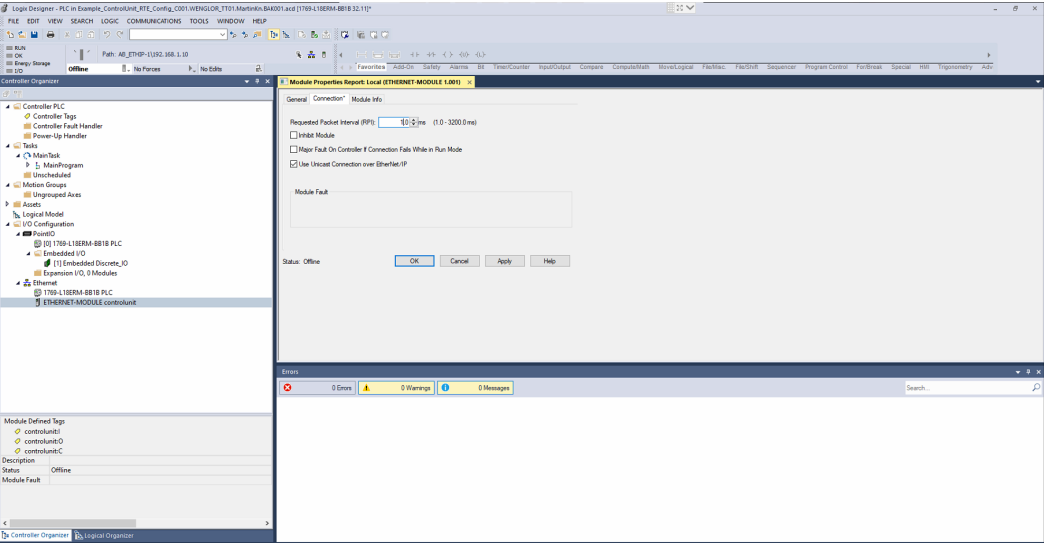 Logix Designer - PLC in Example_ControlUnit_RTE_Config_C001.WENGLOR_TT01.MartinKn.BAK001.acd [1769-L18ERM-BB1B 32.11]*
FILE EDIT VIEW SEARCH LOGIC COMMUNICATIONS TOOLS WINDOW HELP
RUN
OK
Energy Storage
I/O
Path: AB_ETHIP-1\192.168.1.10
Offline No Forces No Edits
Favorites Add-On Safety Alarms Bit Timer/Counter Input/Output Compare Compute/Math Move/Logical File/Misc. File/Shift Sequencer Program Control For/Break Special HMI Trigonometry Adv
Controller Organizer
Controller PLC
Controller Tags
Controller Fault Handler
Power-Up Handler
Tasks
MainTask
MainProgram
Unscheduled
Motion Groups
Ungrouped Axes
Assets
Logical Model
I/O Configuration
PointIO
[0] 1769-L18ERM-BB1B PLC
Embedded I/O
[1] Embedded Discrete_IO
Expansion I/O, 0 Modules
Ethernet
1769-L18ERM-BB1B PLC
ETHERNET-MODULE controlunit
Module Defined Tags
controlunit:I
controlunit:O
controlunit:C
Description
Status Offline
Module Fault
Controller Organizer Logical Organizer
Module Properties Report: Local (ETHERNET-MODULE 1.001) ×
General Connection* Module Info
Requested Packet Interval (RPI): 1.0 ms (1.0 - 3200.0 ms)
Inhibit Module
Major Fault On Controller If Connection Fails While in Run Mode
Use Unicast Connection over EtherNet/IP
Module Fault
Status: Offline OK Cancel Apply Help
Errors
0 Errors 0 Warnings 0 Messages Search...